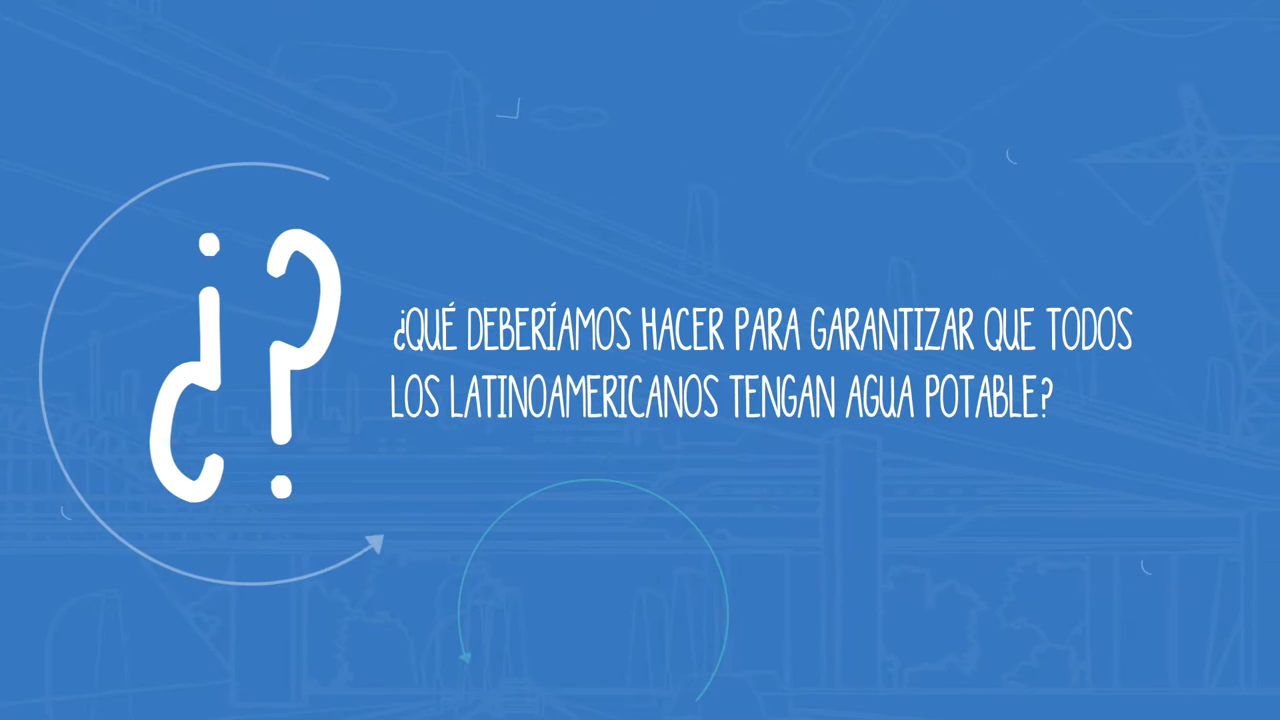 ¿?
¿QUÉ DEBERÍAMOS HACER PARA GARANTIZAR QUE TODOS
LOS LATINOAMERICANOS TENGAN AGUA POTABLE?